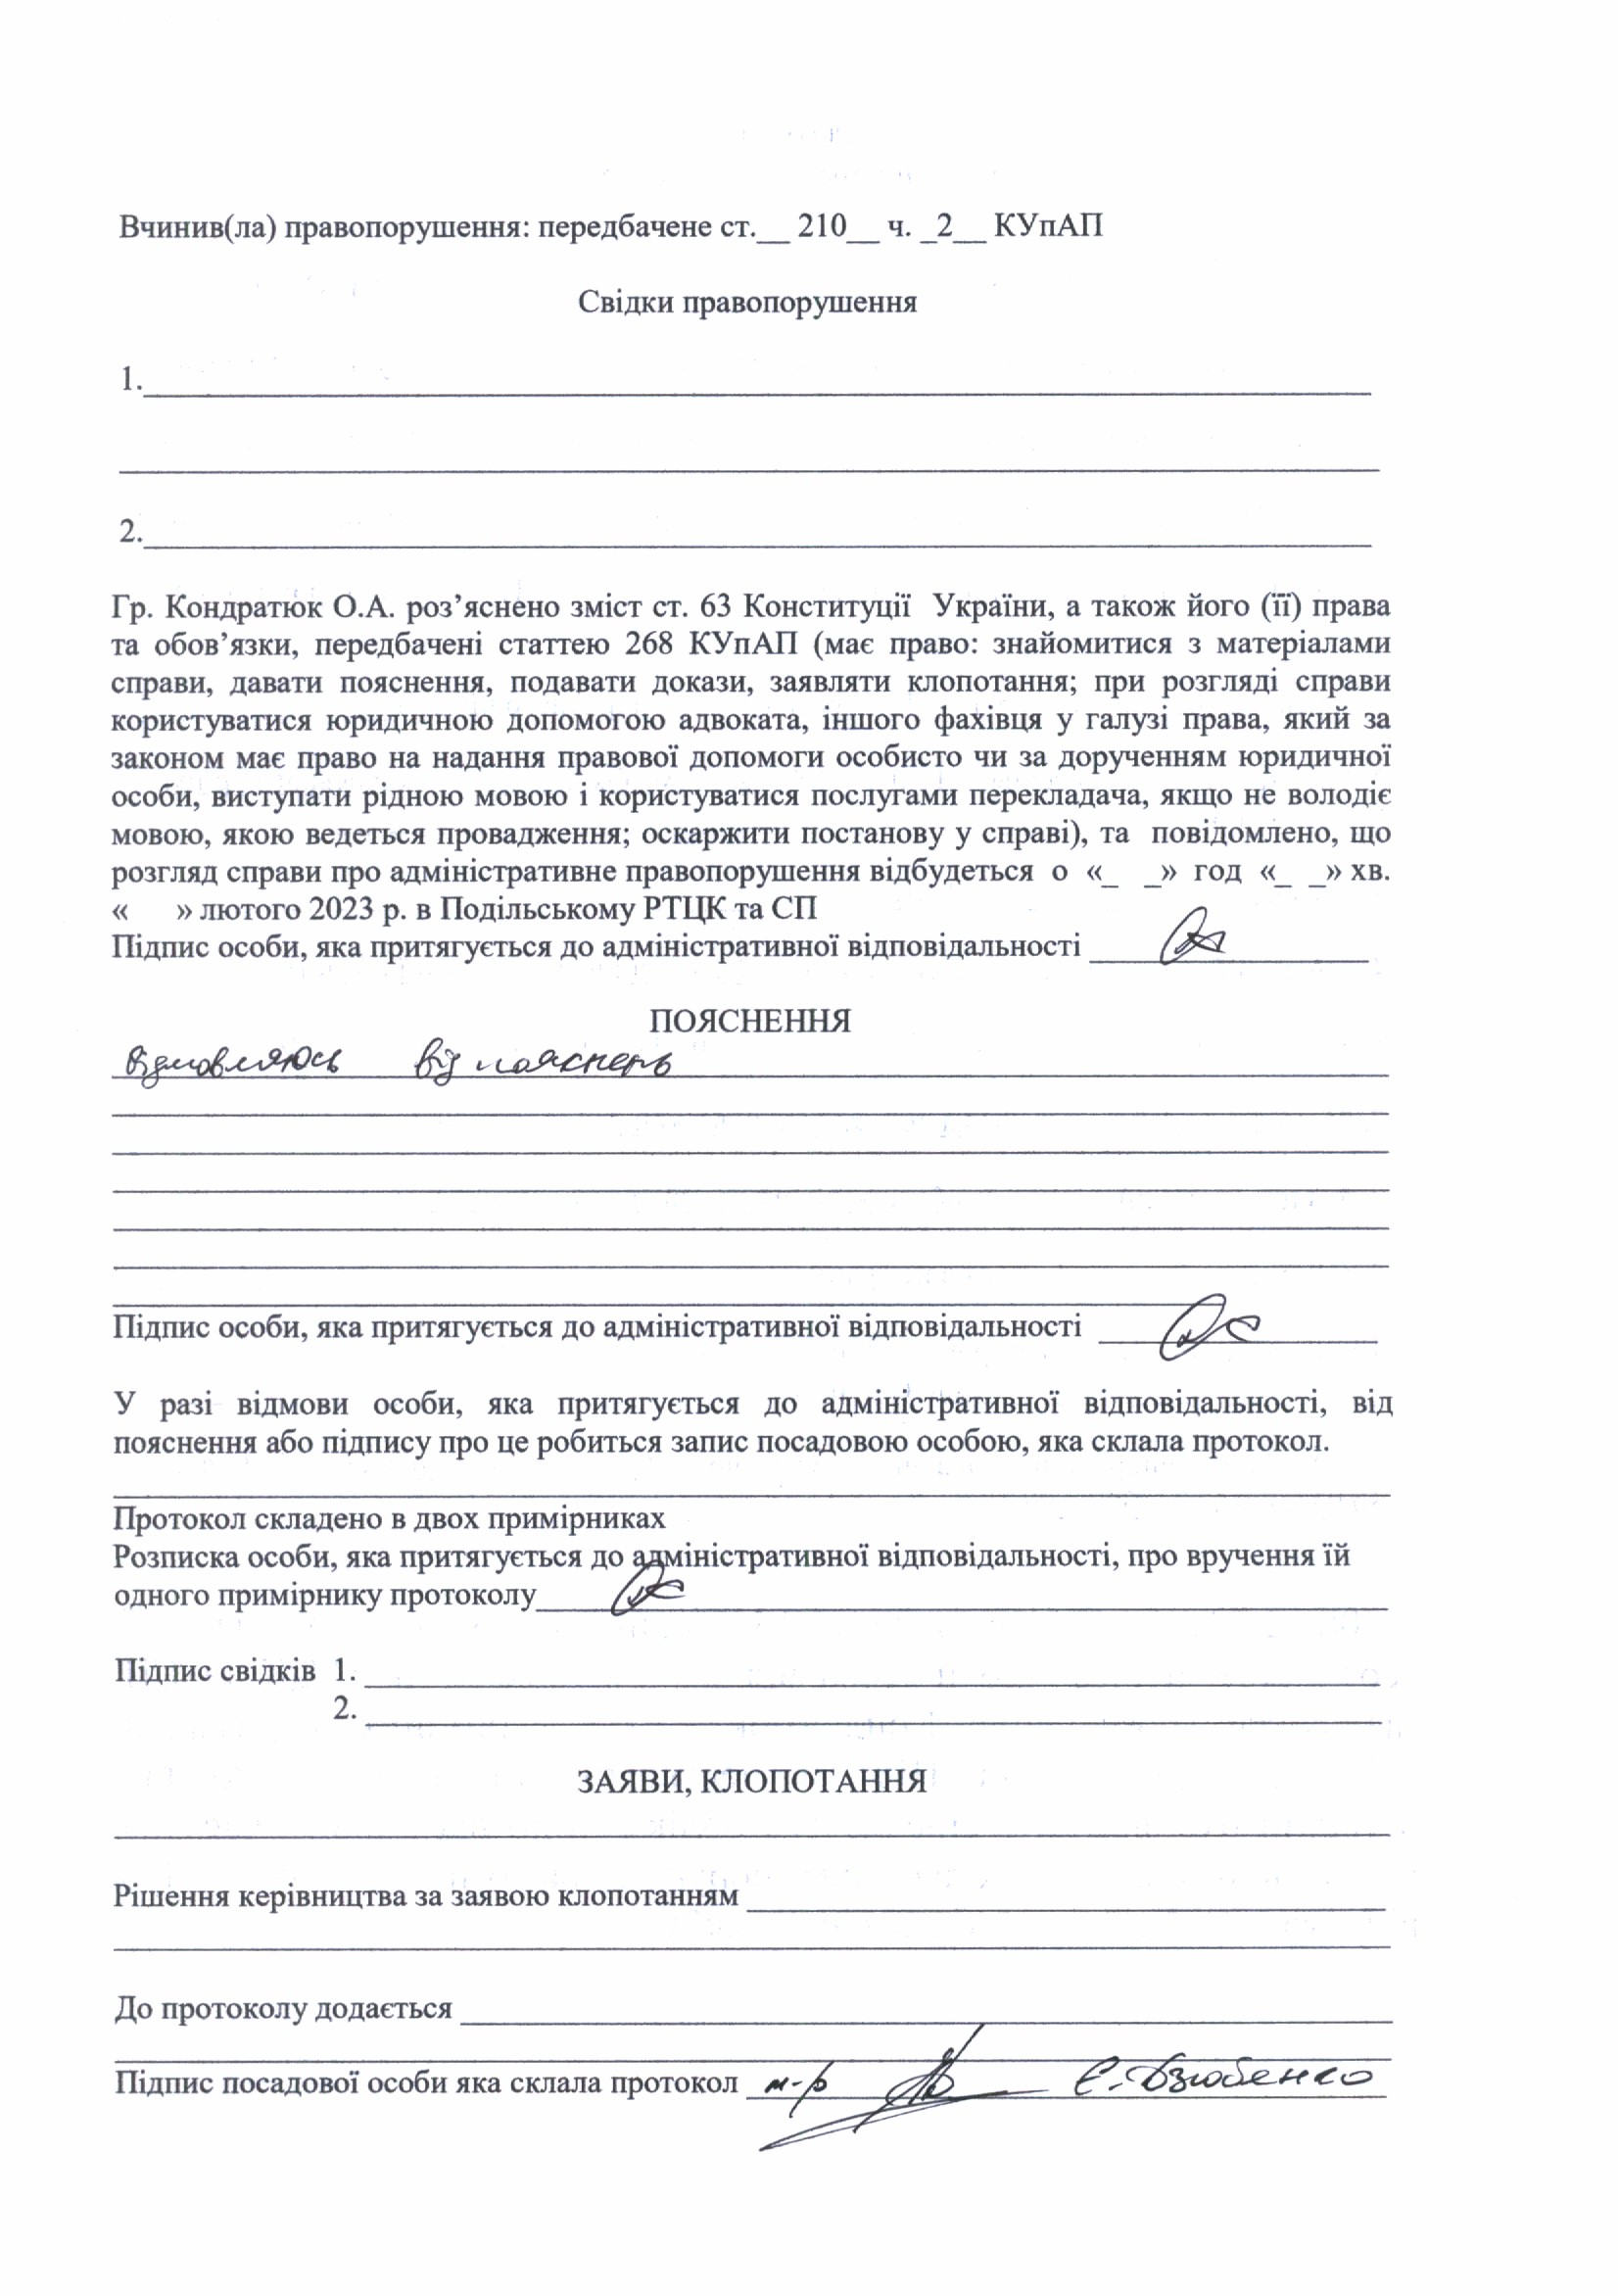 Вчинив(ла) правопорушення: передбачене ст.__ 210__ ч. _2__ КУпАП
Свідки правопорушення
1.
2.
Гр. Кондратюк О.А. роз’яснено зміст ст. 63 Конституції України, а також його (її) права
та обов’язки, передбачені статтею 268 КУпАП (має право: знайомитися з матеріалами
справи, давати пояснення, подавати докази, заявляти клопотання; при розгляді справи
користуватися юридичною допомогою адвоката, іншого фахівця у галузі права, який за
законом має право на надання правової допомоги особисто чи за дорученням юридичної
особи, виступати рідною мовою і користуватися послугами перекладача, якщо не володіє
мовою, якою ведеться провадження; оскаржити постанову у справі), та повідомлено, що
розгляд справи про адміністративне правопорушення відбудеться о «_ _» год «_ _» хв.
« » лютого 2023 р. в Подільському РТЦК та СП
Підпис особи, яка притягується до адміністративної відповідальності
ПОЯСНЕННЯ
Відмовляюсь від пояснень
Підпис особи, яка притягується до адміністративної відповідальності
У разі відмови особи, яка притягується до адміністративної відповідальності, від
пояснення або підпису про це робиться запис посадовою особою, яка склала протокол.
Протокол складено в двох примірниках
Розписка особи, яка притягується до адміністративної відповідальності, про вручення їй
одного примірнику протоколу
Підпис свідків 1.
2.
ЗАЯВИ, КЛОПОТАННЯ
Рішення керівництва за заявою клопотанням
До протоколу додається
Підпис посадової особи яка склала протокол м-р Є. Дзюбенко